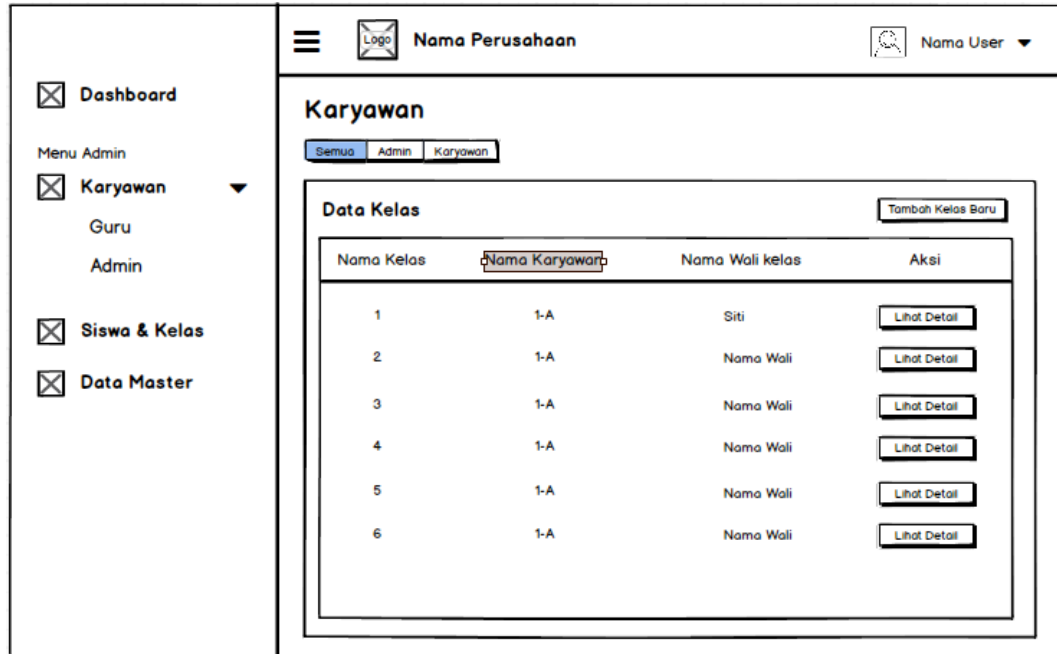 Logo Nama Perusahaan Nama User
Dashboard
Menu Admin
Karyawan
Guru
Admin
Siswa & Kelas
Data Master
Karyawan
Semua Admin Karyawan
Data Kelas Tambah Kelas Baru
Nama Kelas Nama Karyawan Nama Wali kelas Aksi
1 1-A Siti Lihat Detail
2 1-A Nama Wali Lihat Detail
3 1-A Nama Wali Lihat Detail
4 1-A Nama Wali Lihat Detail
5 1-A Nama Wali Lihat Detail
6 1-A Nama Wali Lihat Detail